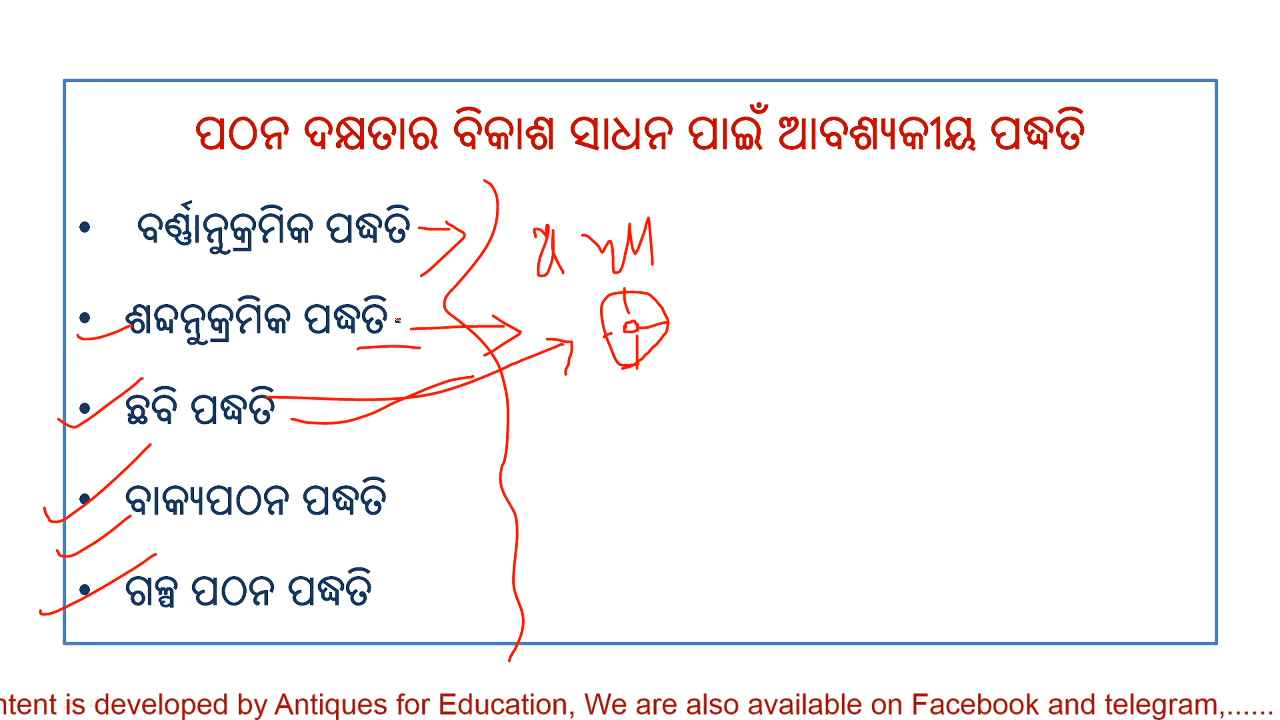 ପଠନ ଦକ୍ଷତାର ବିକାଶ ସାଧନ ପାଇଁ ଆବଶ୍ୟକୀୟ ପଦ୍ଧତି
• ବର୍ଣ୍ଣାନୁକ୍ରମିକ ପଦ୍ଧତି
• ଶବ୍ଦନୁକ୍ରମିକ ପଦ୍ଧତି
• ଛବି ପଦ୍ଧତି
• ବାକ୍ୟପଠନ ପଦ୍ଧତି
• ଗଳ୍ପ ପଠନ ପଦ୍ଧତି
ntent is developed by Antiques for Education, We are also available on Facebook and telegram,......